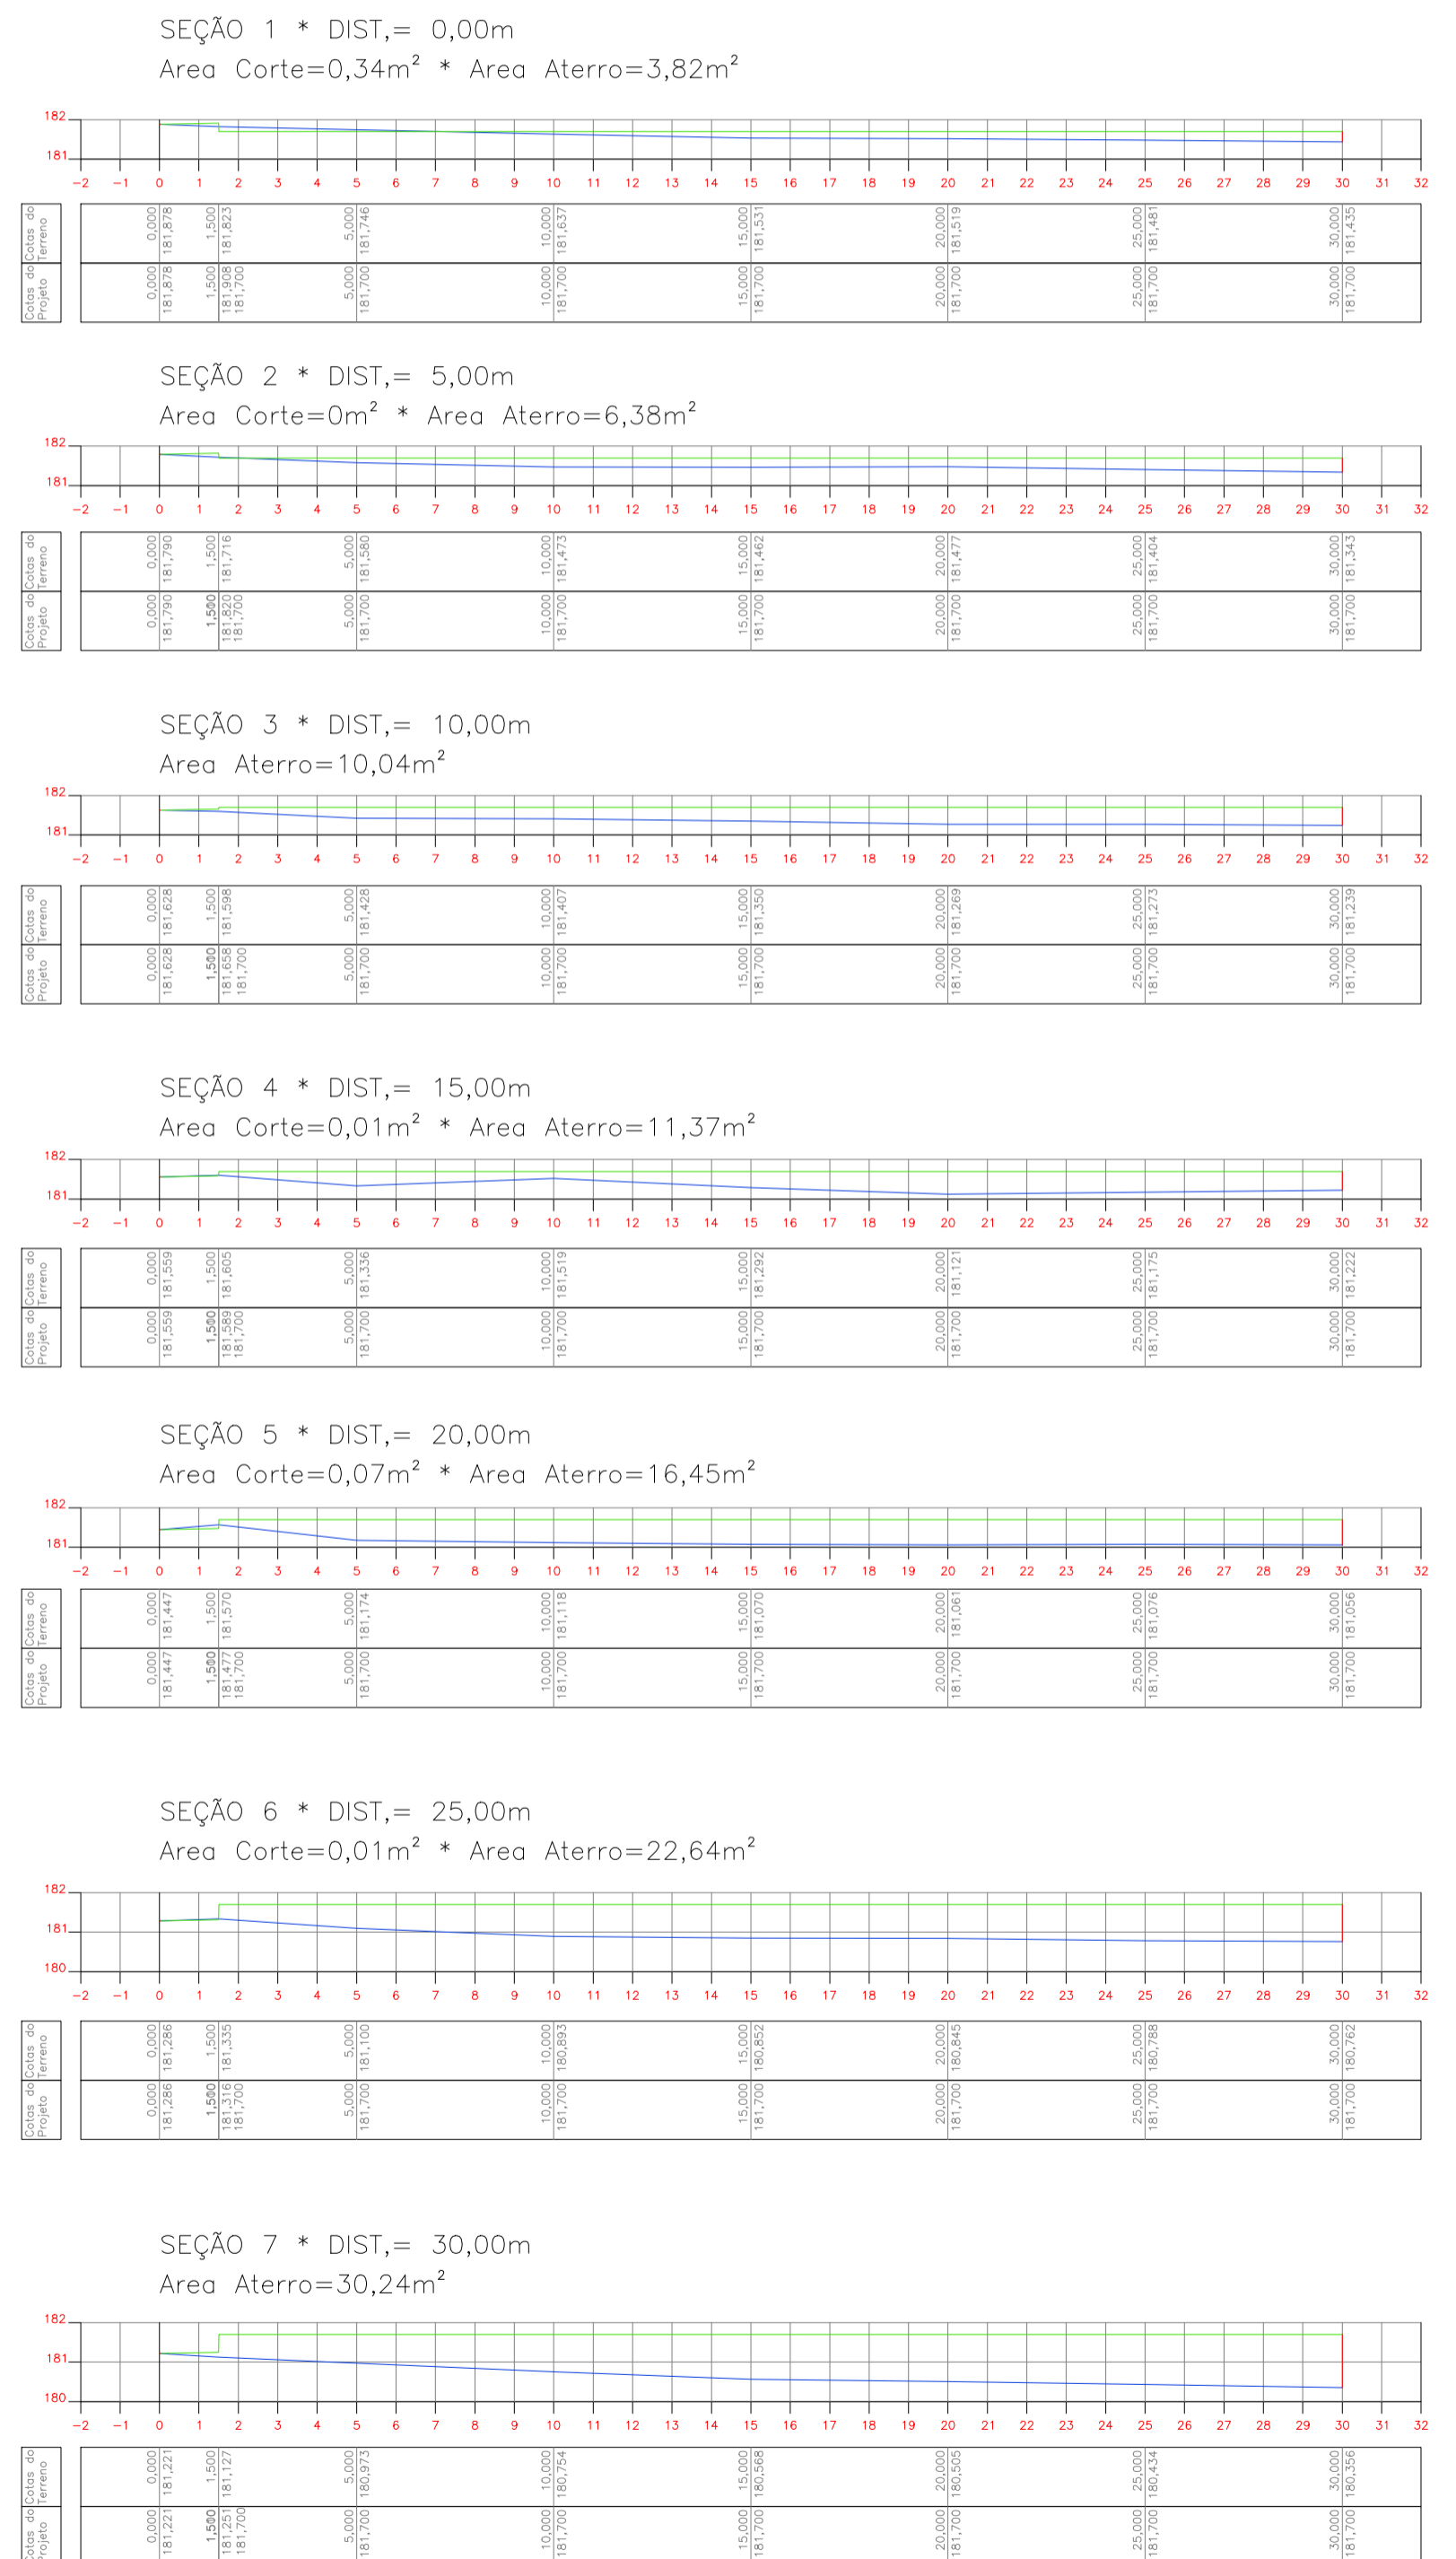 SEÇÃO 1 * DIST,= 0,00m
Area Corte=0,34m² * Area Aterro=3,82m²
182
181
-2 -1 0 1 2 3 4 5 6 7 8 9 10 11 12 13 14 15 16 17 18 19 20 21 22 23 24 25 26 27 28 29 30 31 32
Cotas do Terreno
0,000 181,878 1,500 181,823 5,000 181,746 10,000 181,637 15,000 181,531 20,000 181,519 25,000 181,481 30,000 181,435
Cotas do Projeto
0,000 181,878 1,500 181,908 181,700 5,000 181,700 10,000 181,700 15,000 181,700 20,000 181,700 25,000 181,700 30,000 181,700
SEÇÃO 2 * DIST,= 5,00m
Area Corte=0m² * Area Aterro=6,38m²
182
181
-2 -1 0 1 2 3 4 5 6 7 8 9 10 11 12 13 14 15 16 17 18 19 20 21 22 23 24 25 26 27 28 29 30 31 32
Cotas do Terreno
0,000 181,790 1,500 181,716 5,000 181,580 10,000 181,473 15,000 181,462 20,000 181,477 25,000 181,404 30,000 181,343
Cotas do Projeto
0,000 181,790 181,820 181,700 5,000 181,700 10,000 181,700 15,000 181,700 20,000 181,700 25,000 181,700 30,000 181,700
SEÇÃO 3 * DIST,= 10,00m
Area Aterro=10,04m²
182
181
-2 -1 0 1 2 3 4 5 6 7 8 9 10 11 12 13 14 15 16 17 18 19 20 21 22 23 24 25 26 27 28 29 30 31 32
Cotas do Terreno
0,000 181,628 1,500 181,598 5,000 181,428 10,000 181,407 15,000 181,350 20,000 181,269 25,000 181,273 30,000 181,239
Cotas do Projeto
0,000 181,628 181,658 181,700 5,000 181,700 10,000 181,700 15,000 181,700 20,000 181,700 25,000 181,700 30,000 181,700
SEÇÃO 4 * DIST,= 15,00m
Area Corte=0,01m² * Area Aterro=11,37m²
182
181
-2 -1 0 1 2 3 4 5 6 7 8 9 10 11 12 13 14 15 16 17 18 19 20 21 22 23 24 25 26 27 28 29 30 31 32
Cotas do Terreno
0,000 181,559 1,500 181,605 5,000 181,336 10,000 181,519 15,000 181,292 20,000 181,121 25,000 181,175 30,000 181,222
Cotas do Projeto
0,000 181,559 181,589 181,700 5,000 181,700 10,000 181,700 15,000 181,700 20,000 181,700 25,000 181,700 30,000 181,700
SEÇÃO 5 * DIST,= 20,00m
Area Corte=0,07m² * Area Aterro=16,45m²
182
181
-2 -1 0 1 2 3 4 5 6 7 8 9 10 11 12 13 14 15 16 17 18 19 20 21 22 23 24 25 26 27 28 29 30 31 32
Cotas do Terreno
0,000 181,447 1,500 181,570 5,000 181,174 10,000 181,118 15,000 181,070 20,000 181,061 25,000 181,076 30,000 181,056
Cotas do Projeto
0,000 181,447 181,477 181,700 5,000 181,700 10,000 181,700 15,000 181,700 20,000 181,700 25,000 181,700 30,000 181,700
SEÇÃO 6 * DIST,= 25,00m
Area Corte=0,01m² * Area Aterro=22,64m²
182
181
180
-2 -1 0 1 2 3 4 5 6 7 8 9 10 11 12 13 14 15 16 17 18 19 20 21 22 23 24 25 26 27 28 29 30 31 32
Cotas do Terreno
0,000 181,286 1,500 181,335 5,000 181,100 10,000 180,893 15,000 180,852 20,000 180,845 25,000 180,788 30,000 180,762
Cotas do Projeto
0,000 181,286 181,316 181,700 5,000 181,700 10,000 181,700 15,000 181,700 20,000 181,700 25,000 181,700 30,000 181,700
SEÇÃO 7 * DIST,= 30,00m
Area Aterro=30,24m²
182
181
180
-2 -1 0 1 2 3 4 5 6 7 8 9 10 11 12 13 14 15 16 17 18 19 20 21 22 23 24 25 26 27 28 29 30 31 32
Cotas do Terreno
0,000 181,221 1,500 181,127 5,000 180,973 10,000 180,754 15,000 180,568 20,000 180,505 25,000 180,434 30,000 180,356
Cotas do Projeto
0,000 181,221 181,251 181,700 5,000 181,700 10,000 181,700 15,000 181,700 20,000 181,700 25,000 181,700 30,000 181,700